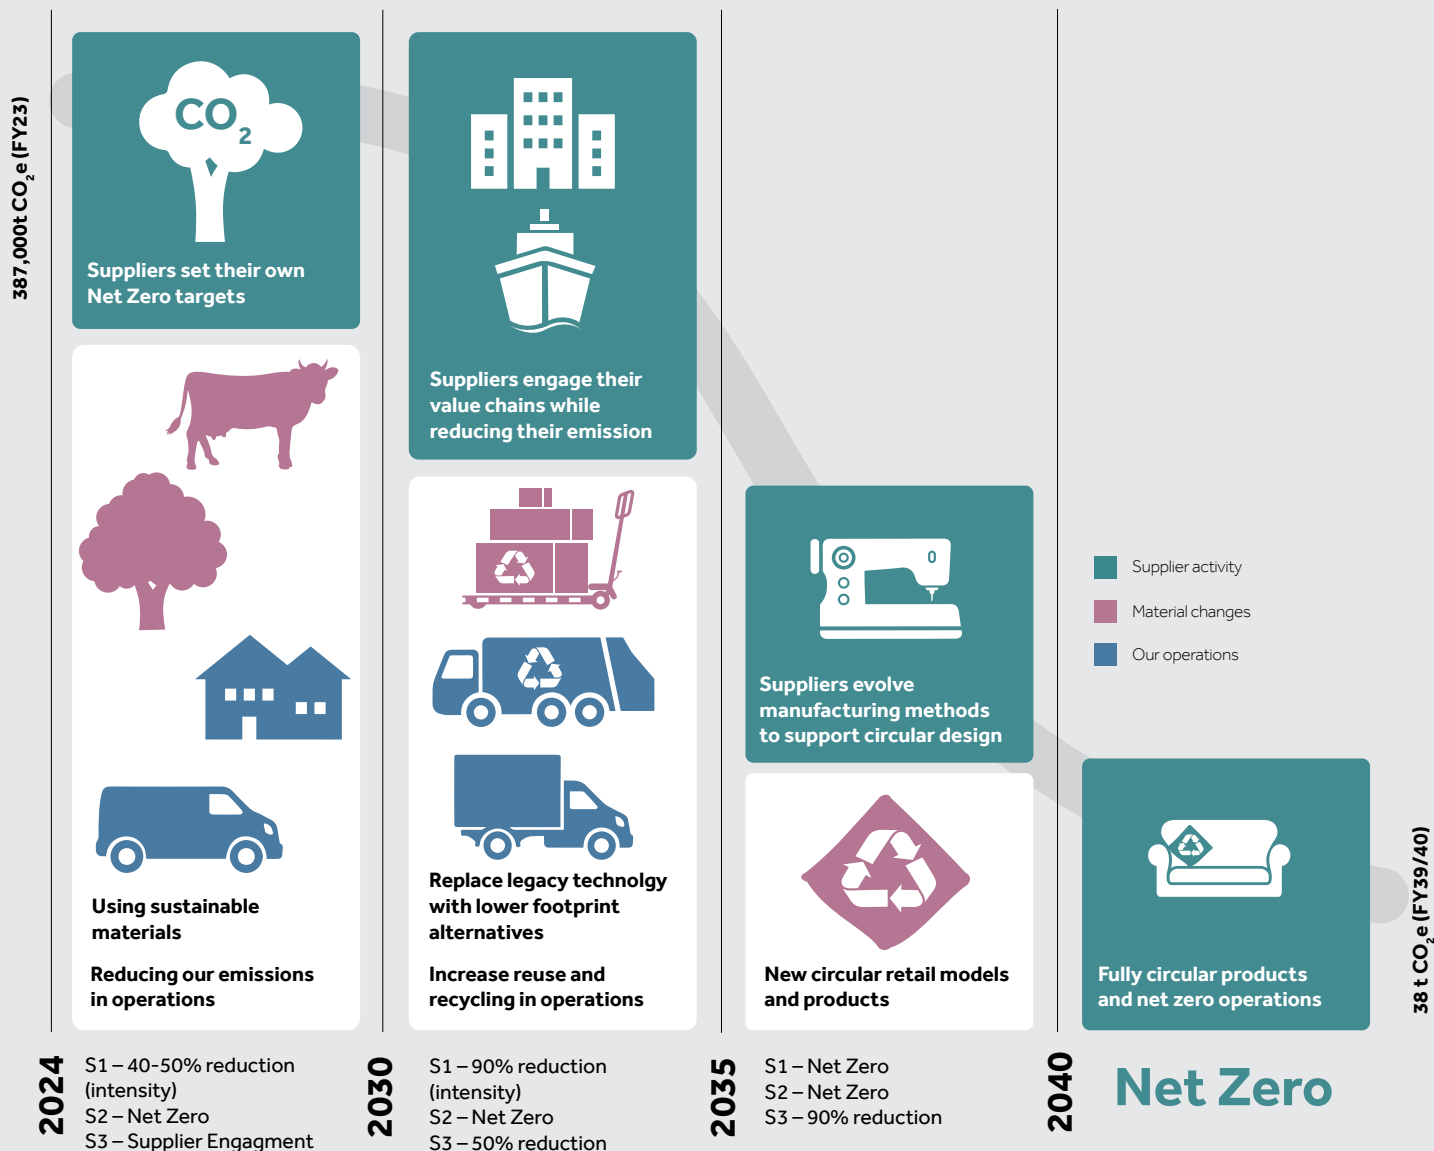 387,000t CO₂e (FY23)
CO₂
Suppliers set their own
Net Zero targets
Using sustainable
materials
Reducing our emissions
in operations
2024
S1 – 40-50% reduction
(intensity)
S2 – Net Zero
S3 – Supplier Engagment
Suppliers engage their
value chains while
reducing their emission
Replace legacy technolgy
with lower footprint
alternatives
Increase reuse and
recycling in operations
2030
S1 – 90% reduction
(intensity)
S2 – Net Zero
S3 – 50% reduction
Suppliers evolve
manufacturing methods
to support circular design
New circular retail models
and products
2035
S1 – Net Zero
S2 – Net Zero
S3 – 90% reduction
Supplier activity
Material changes
Our operations
Fully circular products
and net zero operations
2040
Net Zero
38 t CO₂e (FY39/40)